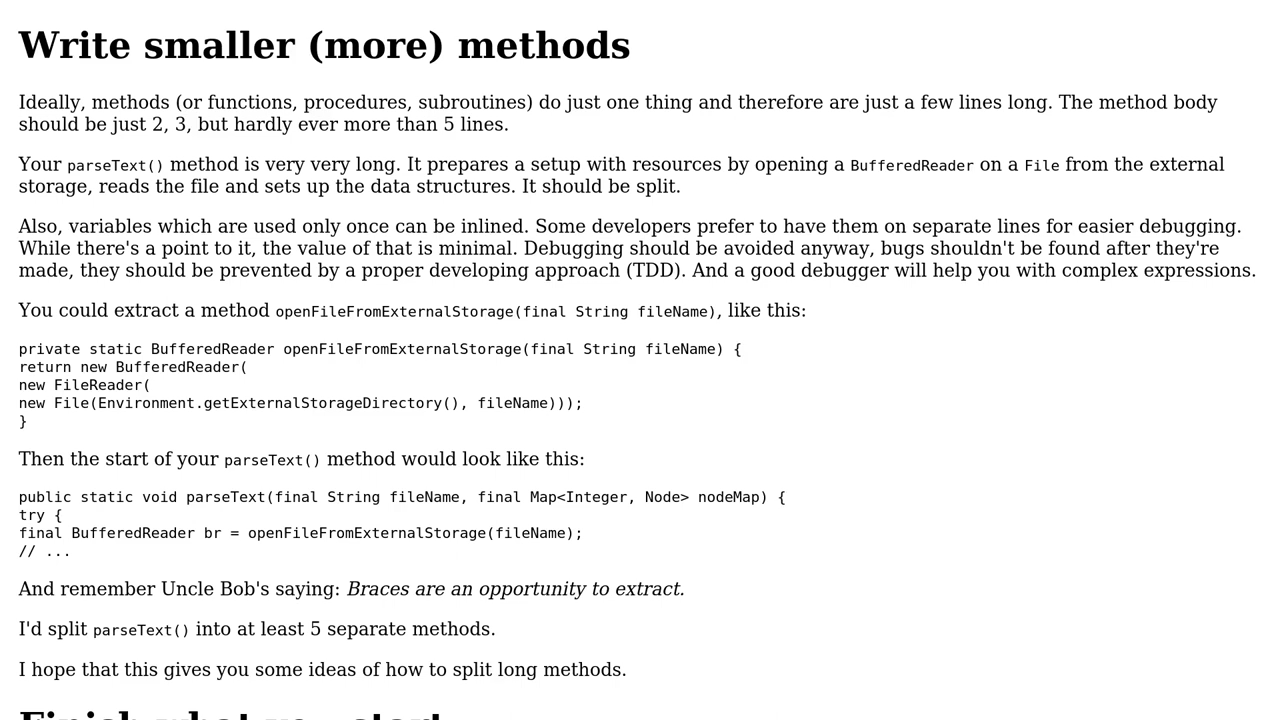 Write smaller (more) methods
Ideally, methods (or functions, procedures, subroutines) do just one thing and therefore are just a few lines long. The method body
should be just 2, 3, but hardly ever more than 5 lines.
Your parseText() method is very very long. It prepares a setup with resources by opening a BufferedReader on a File from the external
storage, reads the file and sets up the data structures. It should be split.
Also, variables which are used only once can be inlined. Some developers prefer to have them on separate lines for easier debugging.
While there's a point to it, the value of that is minimal. Debugging should be avoided anyway, bugs shouldn't be found after they're
made, they should be prevented by a proper developing approach (TDD). And a good debugger will help you with complex expressions.
You could extract a method openFileFromExternalStorage(final String fileName), like this:
private static BufferedReader openFileFromExternalStorage(final String fileName) {
return new BufferedReader(
new FileReader(
new File(Environment.getExternalStorageDirectory(), fileName)));
}
Then the start of your parseText() method would look like this:
public static void parseText(final String fileName, final Map<Integer, Node> nodeMap) {
try {
final BufferedReader br = openFileFromExternalStorage(fileName);
// ...
And remember Uncle Bob's saying: Braces are an opportunity to extract.
I'd split parseText() into at least 5 separate methods.
I hope that this gives you some ideas of how to split long methods.
Finish what you start